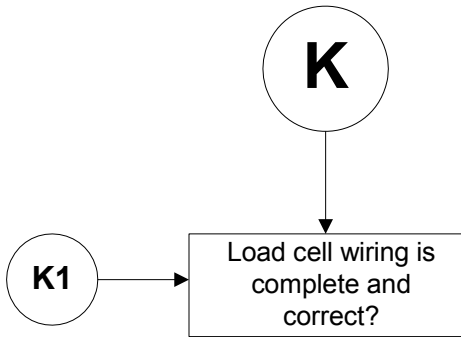 K
K1
Load cell wiring is
complete and
correct?